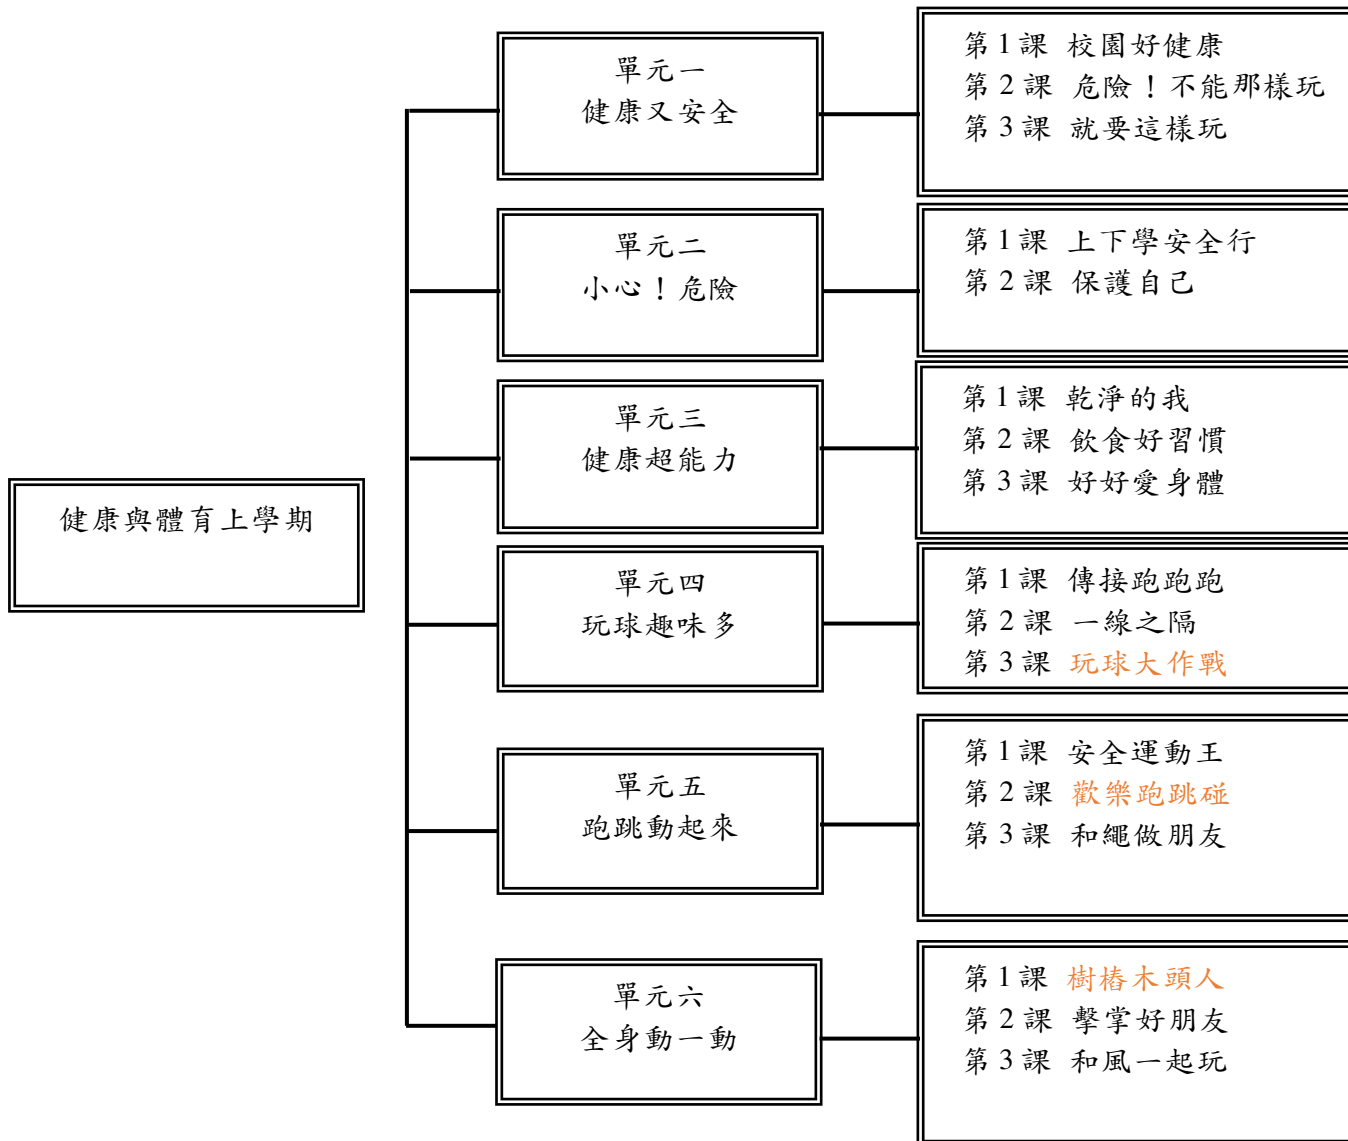 健康與體育上學期
單元一
健康又安全
第1課 校園好健康
第2課 危險！不能那樣玩
第3課 就要這樣玩
單元二
小心！危險
第1課 上下學安全行
第2課 保護自己
單元三
健康超能力
第1課 乾淨的我
第2課 飲食好習慣
第3課 好好愛身體
單元四
玩球趣味多
第1課 傳接跑跑跑
第2課 一線之隔
第3課 玩球大作戰
單元五
跑跳動起來
第1課 安全運動王
第2課 歡樂跑跳碰
第3課 和繩做朋友
單元六
全身動一動
第1課 樹樁木頭人
第2課 擊掌好朋友
第3課 和風一起玩